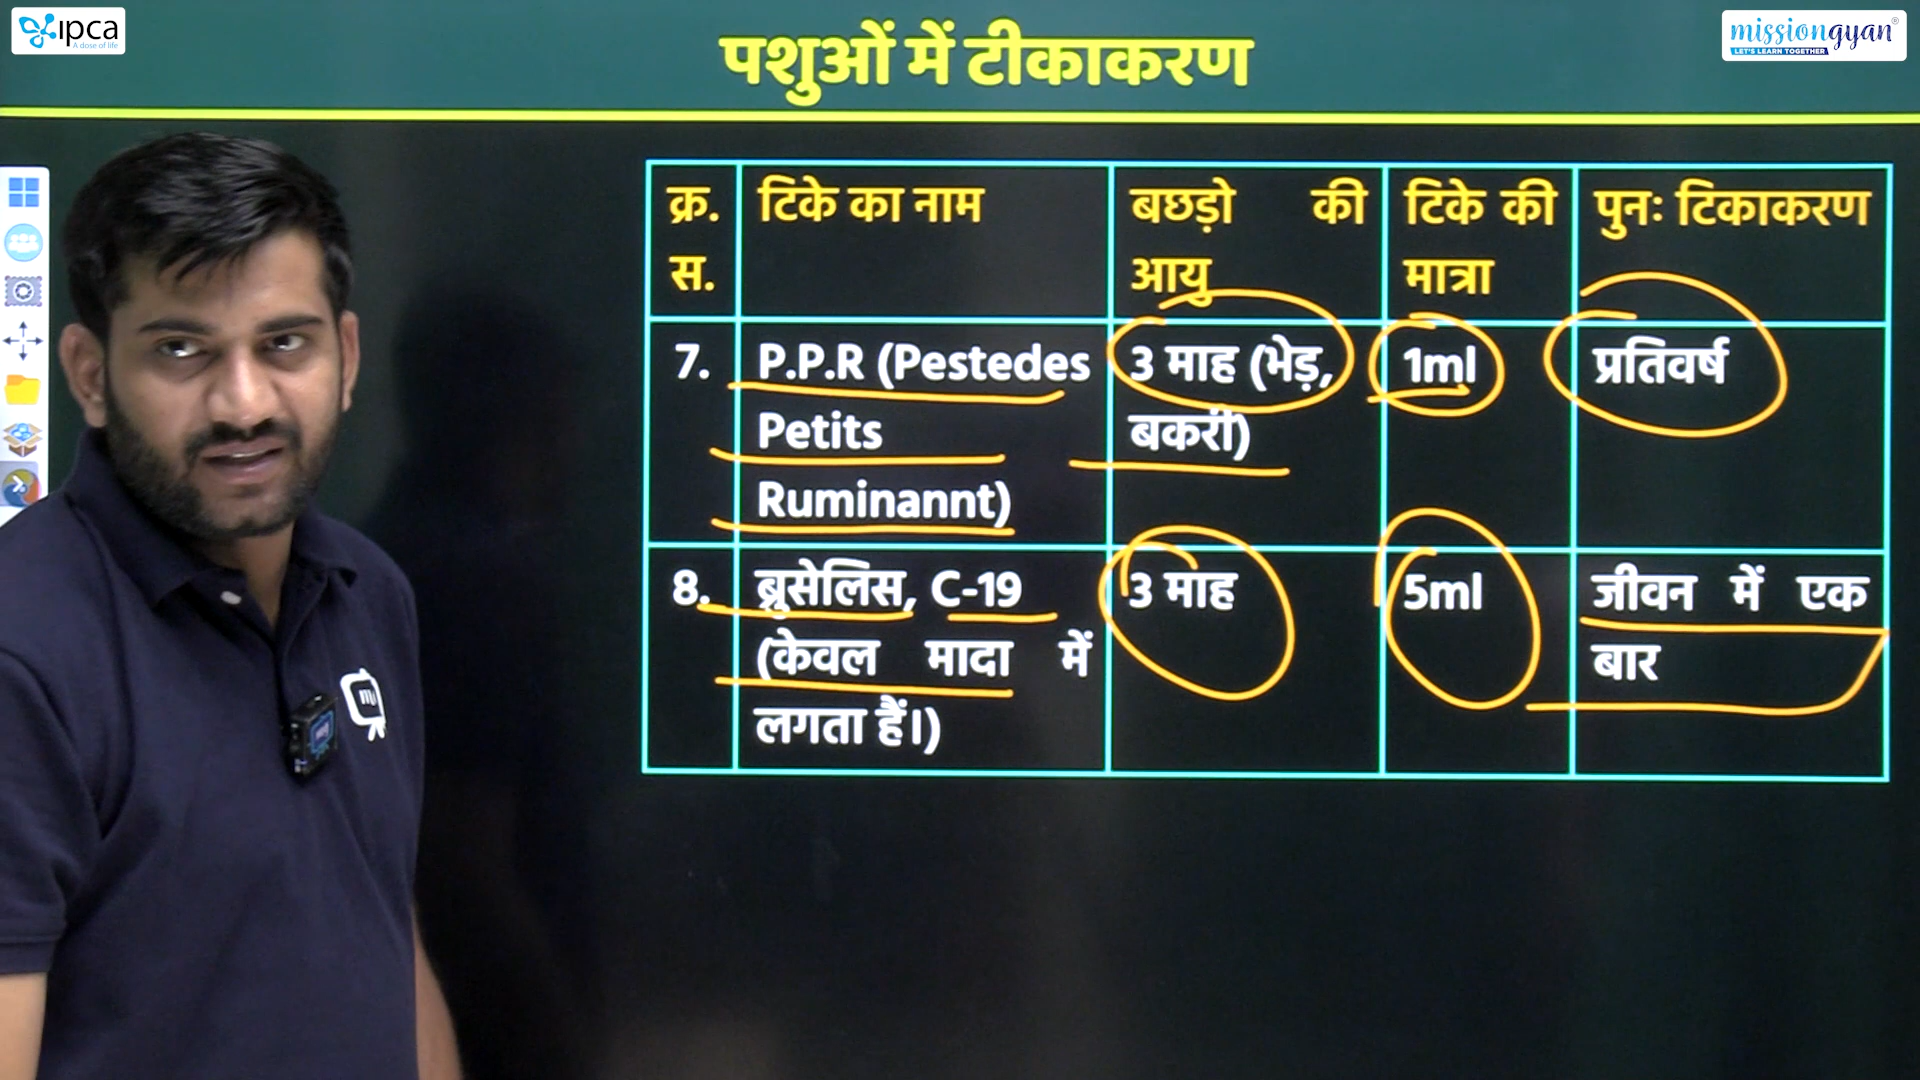 ipca
A dose of life
पशुओं में टीकाकरण
missiongyan®
LET'S LEARN TOGETHER
क्र. स. टिके का नाम बछड़ो की आयु टिके की मात्रा पुनः टिकाकरण
7. P.P.R (Pestedes Petits Ruminannt) 3 माह (भेड़, बकरी) 1ml प्रतिवर्ष
8. ब्रुसेलिस, C-19 (केवल मादा में लगता हैं।) 3 माह 5ml जीवन में एक बार
m